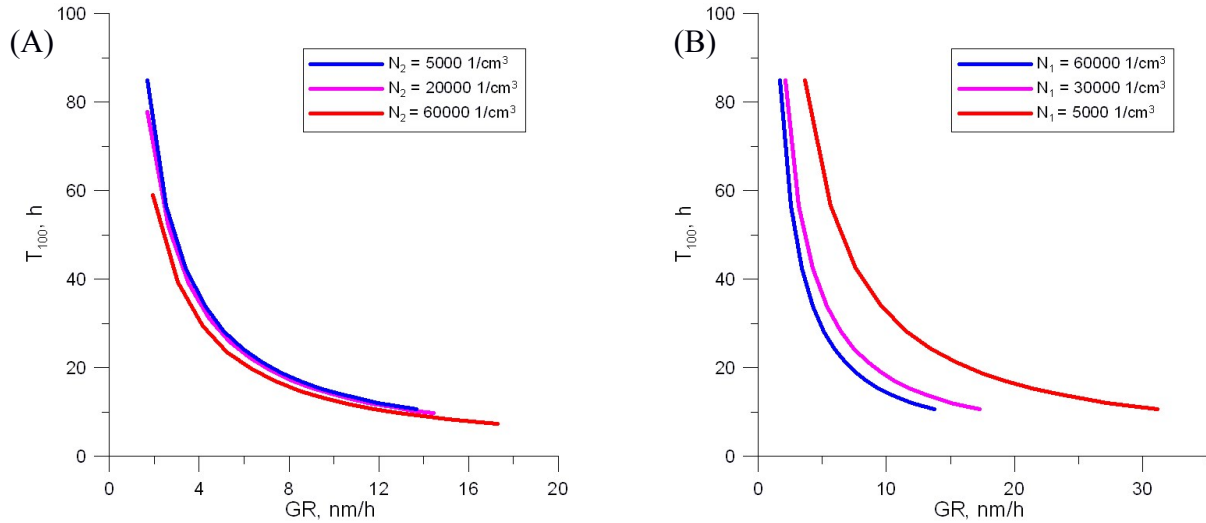 (A)
100
80
60
40
20
0
T₁₀₀, h
N₂ = 5000 1/cm³
N₂ = 20000 1/cm³
N₂ = 60000 1/cm³
0 4 8 12 16 20
GR, nm/h
(B)
100
80
60
40
20
0
T₁₀₀, h
N₁ = 60000 1/cm³
N₁ = 30000 1/cm³
N₁ = 5000 1/cm³
0 10 20 30
GR, nm/h